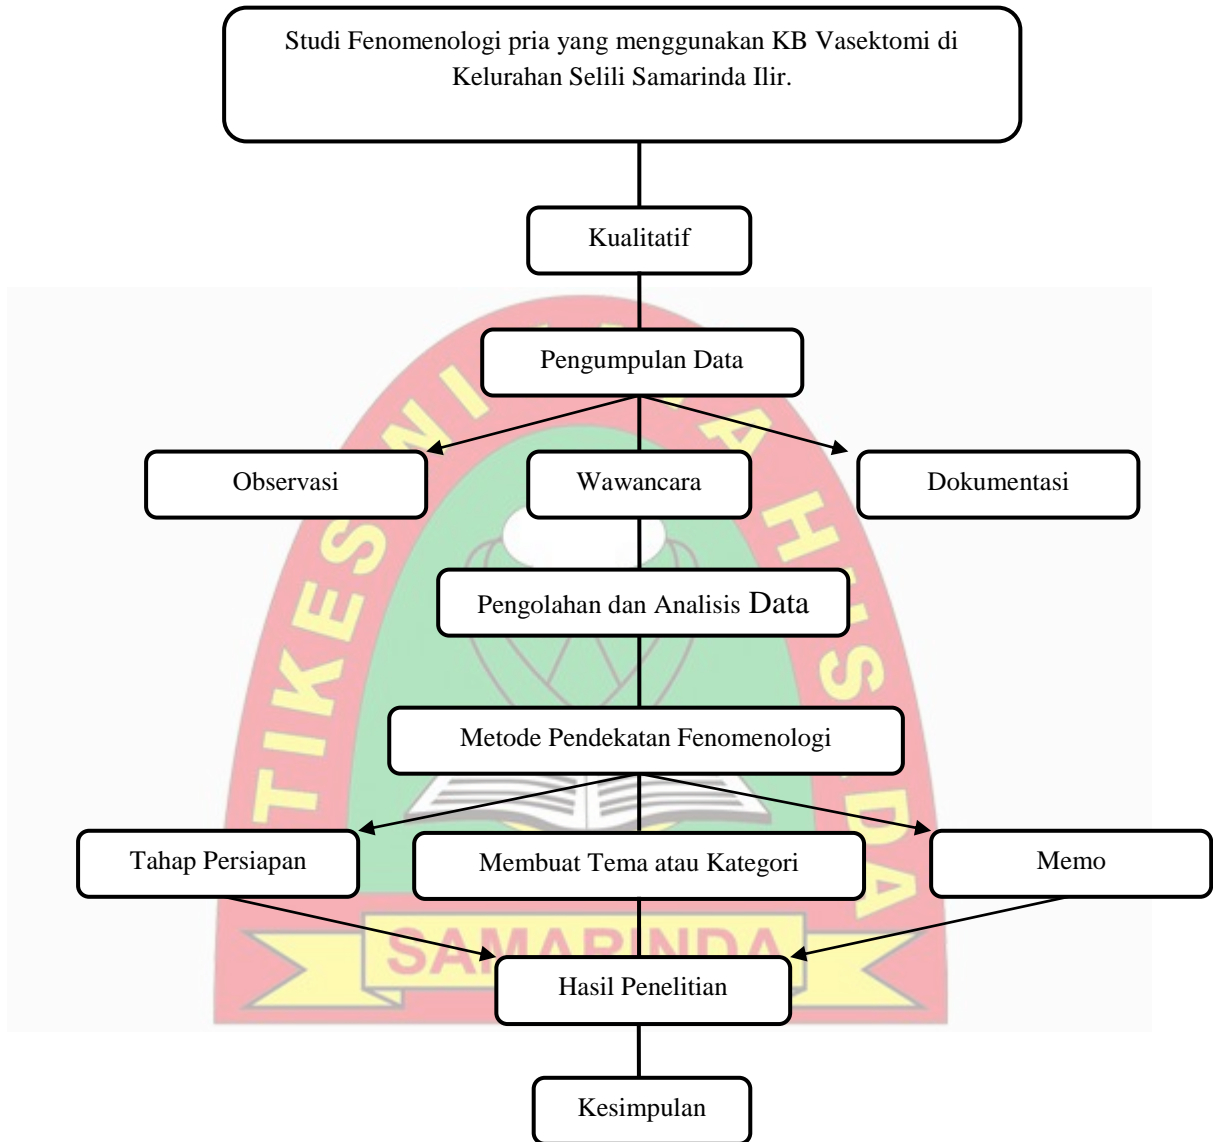 Studi Fenomenologi pria yang menggunakan KB Vasektomi di
Kelurahan Selili Samarinda Ilir.
Kualitatif
Pengumpulan Data
Observasi
Wawancara
Dokumentasi
Pengolahan dan Analisis Data
Metode Pendekatan Fenomenologi
Tahap Persiapan
Membuat Tema atau Kategori
Memo
SAMARINDA
Hasil Penelitian
Kesimpulan